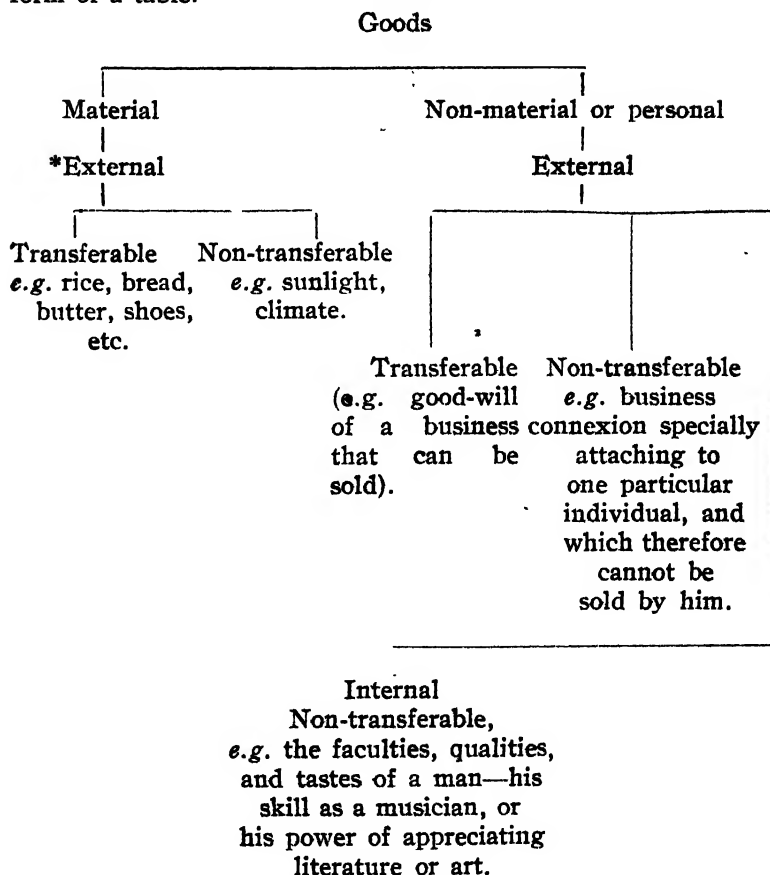 form of a table.
Goods
Material Non-material or personal
*External External
Transferable Non-transferable
e.g. rice, bread, e.g. sunlight,
butter, shoes, climate.
etc.
Transferable Non-transferable
(e.g. good-will e.g. business
of a business connexion specially
that can be attaching to
sold). one particular
individual, and
which therefore
cannot be
sold by him.
Internal
Non-transferable,
e.g. the faculties, qualities,
and tastes of a man—his
skill as a musician, or
his power of appreciating
literature or art.